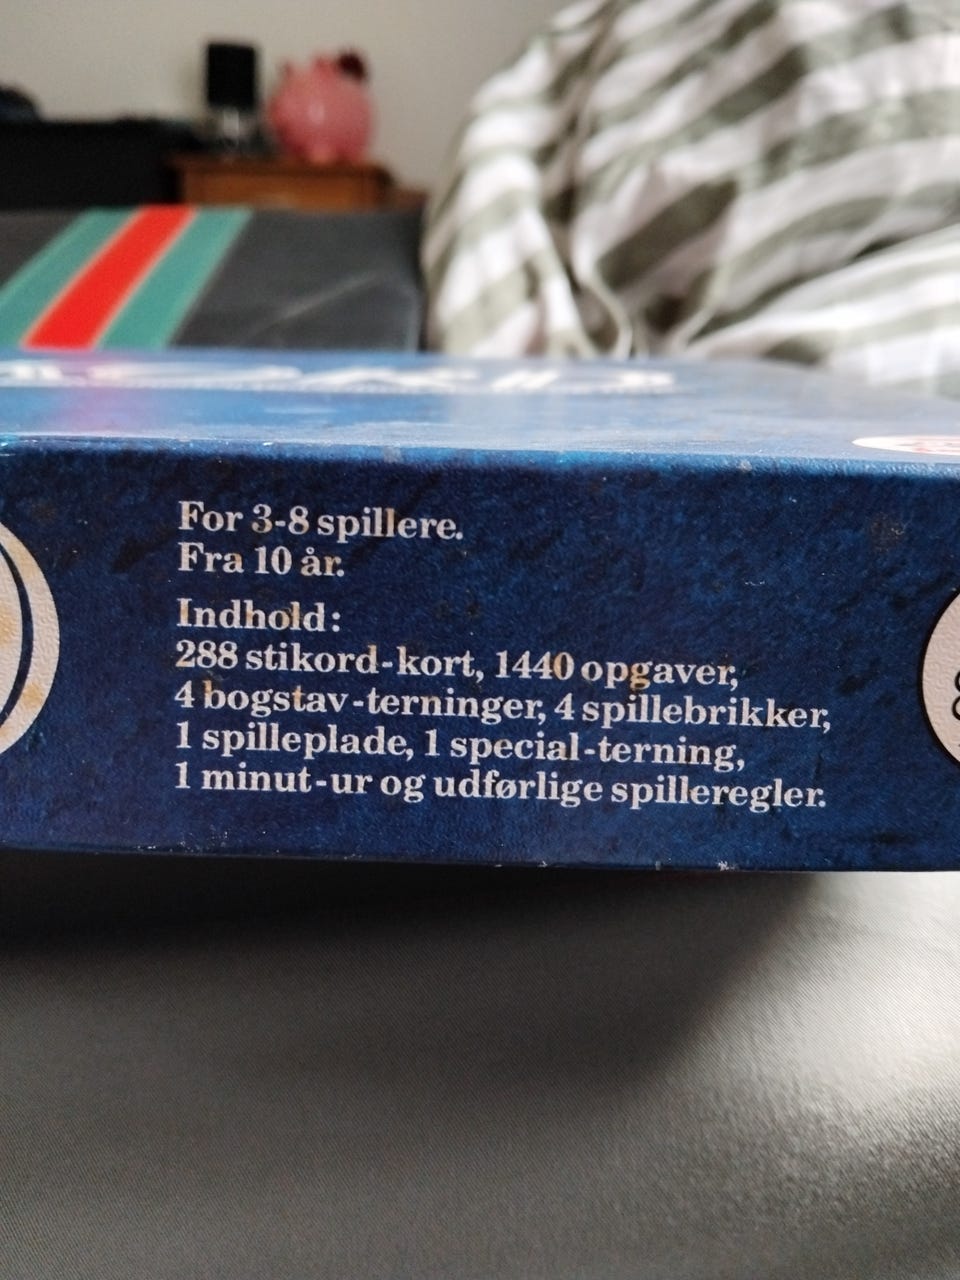 For 3-8 spillere.
Fra 10 år.
Indhold:
288 stikord-kort, 1440 opgaver,
4 bogstav-terninger, 4 spillebrikker,
1 spilleplade, 1 special-terning,
1 minut-ur og udførlige spilleregler.